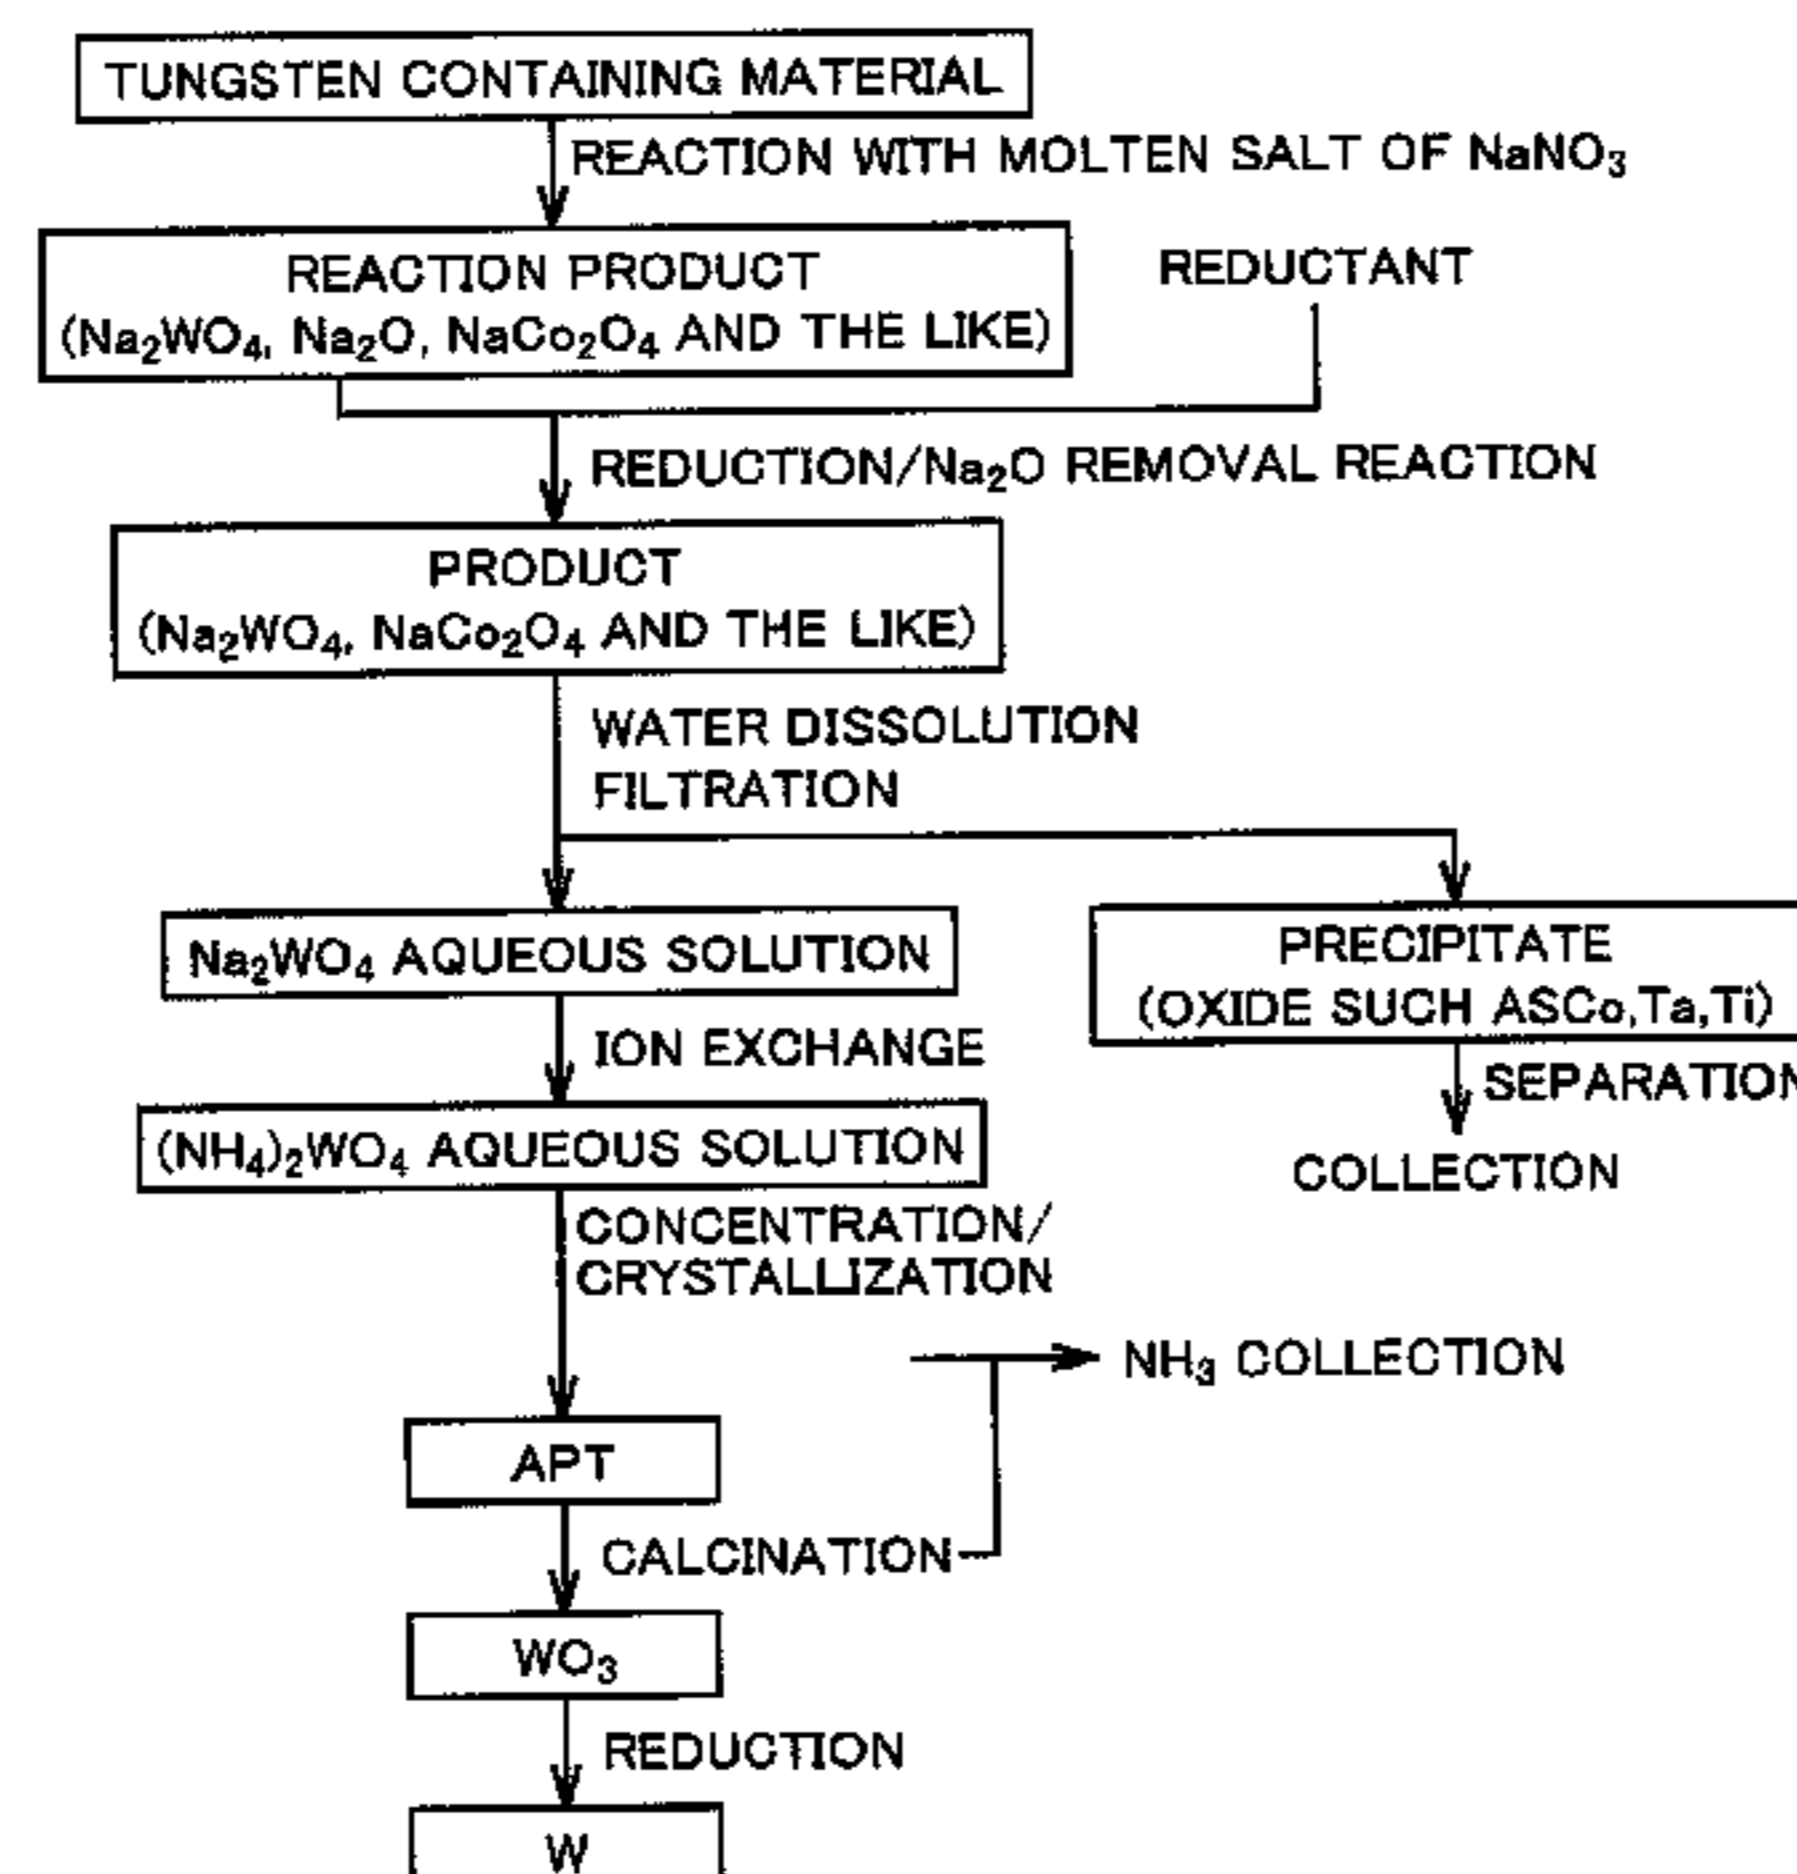 TUNGSTEN CONTAINING MATERIAL
REACTION WITH MOLTEN SALT OF NaNO₃
REACTION PRODUCT
(Na₂WO₄, Na₂O, NaCo₂O₄ AND THE LIKE)
REDUCTANT
REDUCTION/Na₂O REMOVAL REACTION
PRODUCT
(Na₂WO₄, NaCo₂O₄ AND THE LIKE)
WATER DISSOLUTION
FILTRATION
Na₂WO₄ AQUEOUS SOLUTION
PRECIPITATE
(OXIDE SUCH ASCo,Ta,Ti)
ION EXCHANGE
SEPARATION
(NH₄)₂WO₄ AQUEOUS SOLUTION
COLLECTION
CONCENTRATION/
CRYSTALLIZATION
NH₃ COLLECTION
APT
CALCINATION
WO₃
REDUCTION
W